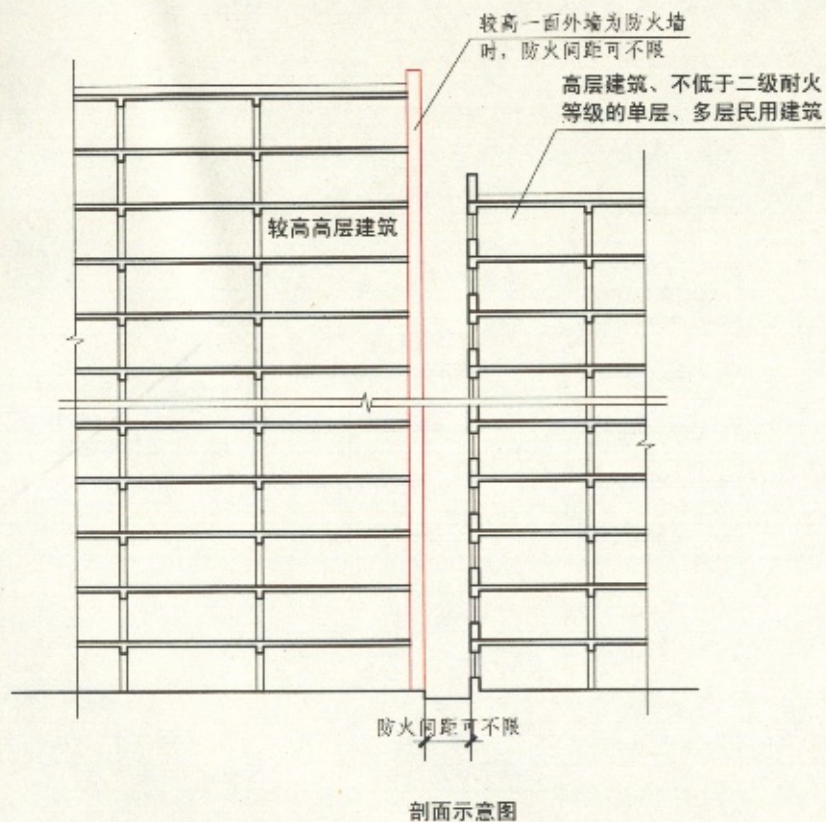 较高一面外墙为防火墙
时，防火间距可不限
高层建筑、不低于二级耐火
等级的单层、多层民用建筑
较高高层建筑
防火间距可不限
剖面示意图